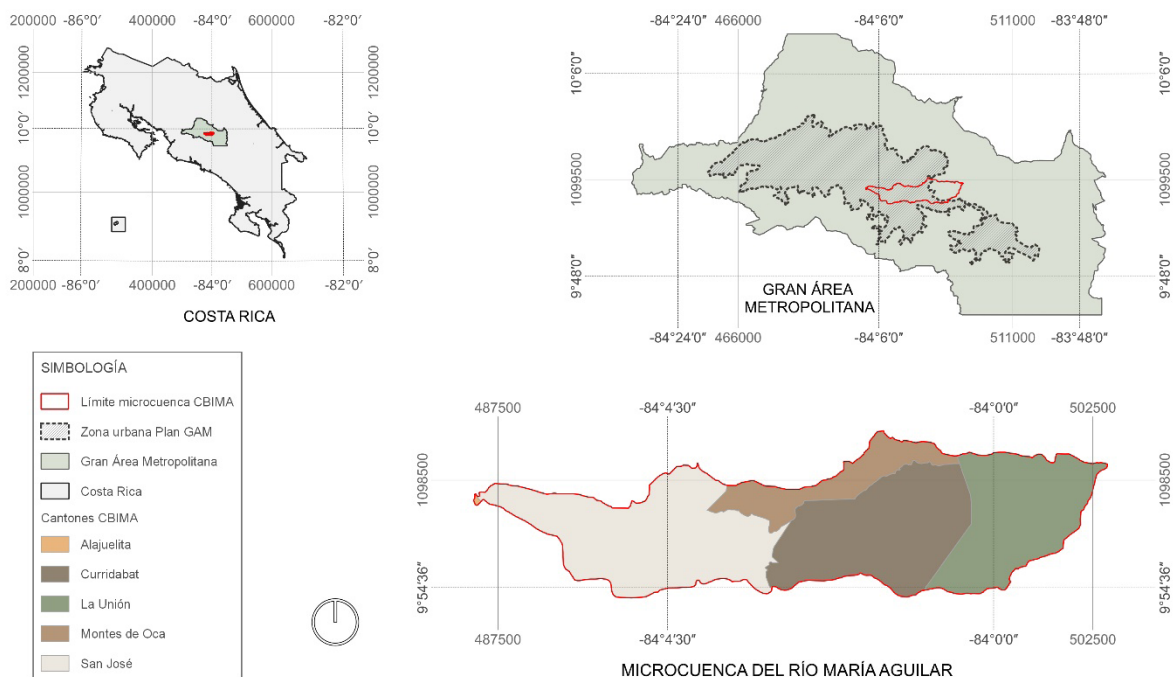 200000 -86°0′ 400000 -84°0′ 600000 -82°0′
1200000
10°0′
1000000
8°0′
1200000
10°0′
1000000
8°0′
200000 -86°0′ 400000 -84°0′ 600000 -82°0′
COSTA RICA
-84°24′0″ 466000 -84°6′0″ 511000 -83°48′0″
10°6′0″
1099500
9°48′0″
10°6′0″
1099500
9°48′0″
GRAN ÁREA
METROPOLITANA
-84°24′0″ 466000 -84°6′0″ 511000 -83°48′0″
SIMBOLOGÍA
Límite microcuenca CBIMA
Zona urbana Plan GAM
Gran Área Metropolitana
Costa Rica
Cantones CBIMA
Alajuelita
Curridabat
La Unión
Montes de Oca
San José
487500 -84°4′30″ -84°0′0″ 502500
1098500
9°54′36″
1098500
9°54′36″
487500 -84°4′30″ -84°0′0″ 502500
MICROCUENCA DEL RÍO MARÍA AGUILAR